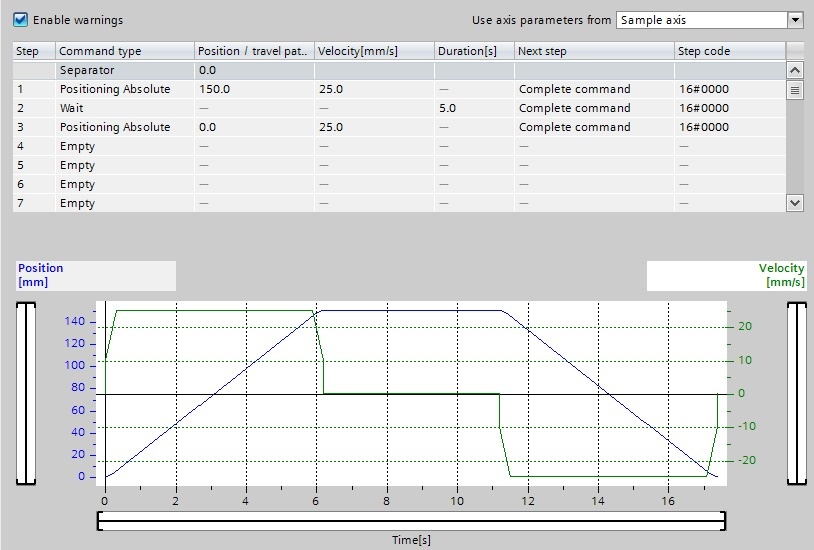 Enable warnings Use axis parameters from Sample axis
Step Command type Position / travel pat.. Velocity[mm/s] Duration[s] Next step Step code
Separator 0.0
1 Positioning Absolute 150.0 25.0 — Complete command 16#0000
2 Wait — — 5.0 Complete command 16#0000
3 Positioning Absolute 0.0 25.0 — Complete command 16#0000
4 Empty — — — — —
5 Empty — — — — —
6 Empty — — — — —
7 Empty — — — — —
Position Velocity
[mm] [mm/s]
140 20
120
100 10
80 0
60
40 -10
20 -20
0
0 2 4 6 8 10 12 14 16
Time[s]